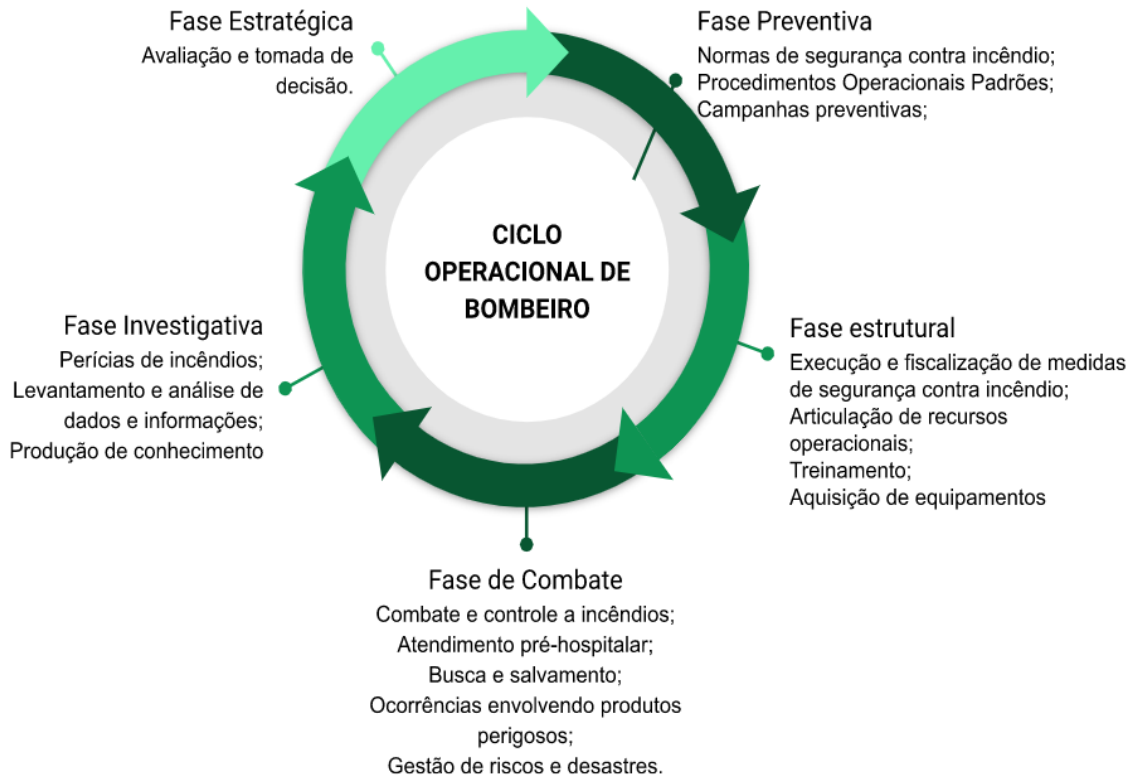 Fase Estratégica
Avaliação e tomada de
decisão.
Fase Preventiva
Normas de segurança contra incêndio;
Procedimentos Operacionais Padrões;
Campanhas preventivas;
CICLO
OPERACIONAL DE
BOMBEIRO
Fase Investigativa
Perícias de incêndios;
Levantamento e análise de
dados e informações;
Produção de conhecimento
Fase estrutural
Execução e fiscalização de medidas
de segurança contra incêndio;
Articulação de recursos
operacionais;
Treinamento;
Aquisição de equipamentos
Fase de Combate
Combate e controle a incêndios;
Atendimento pré-hospitalar;
Busca e salvamento;
Ocorrências envolvendo produtos
perigosos;
Gestão de riscos e desastres.